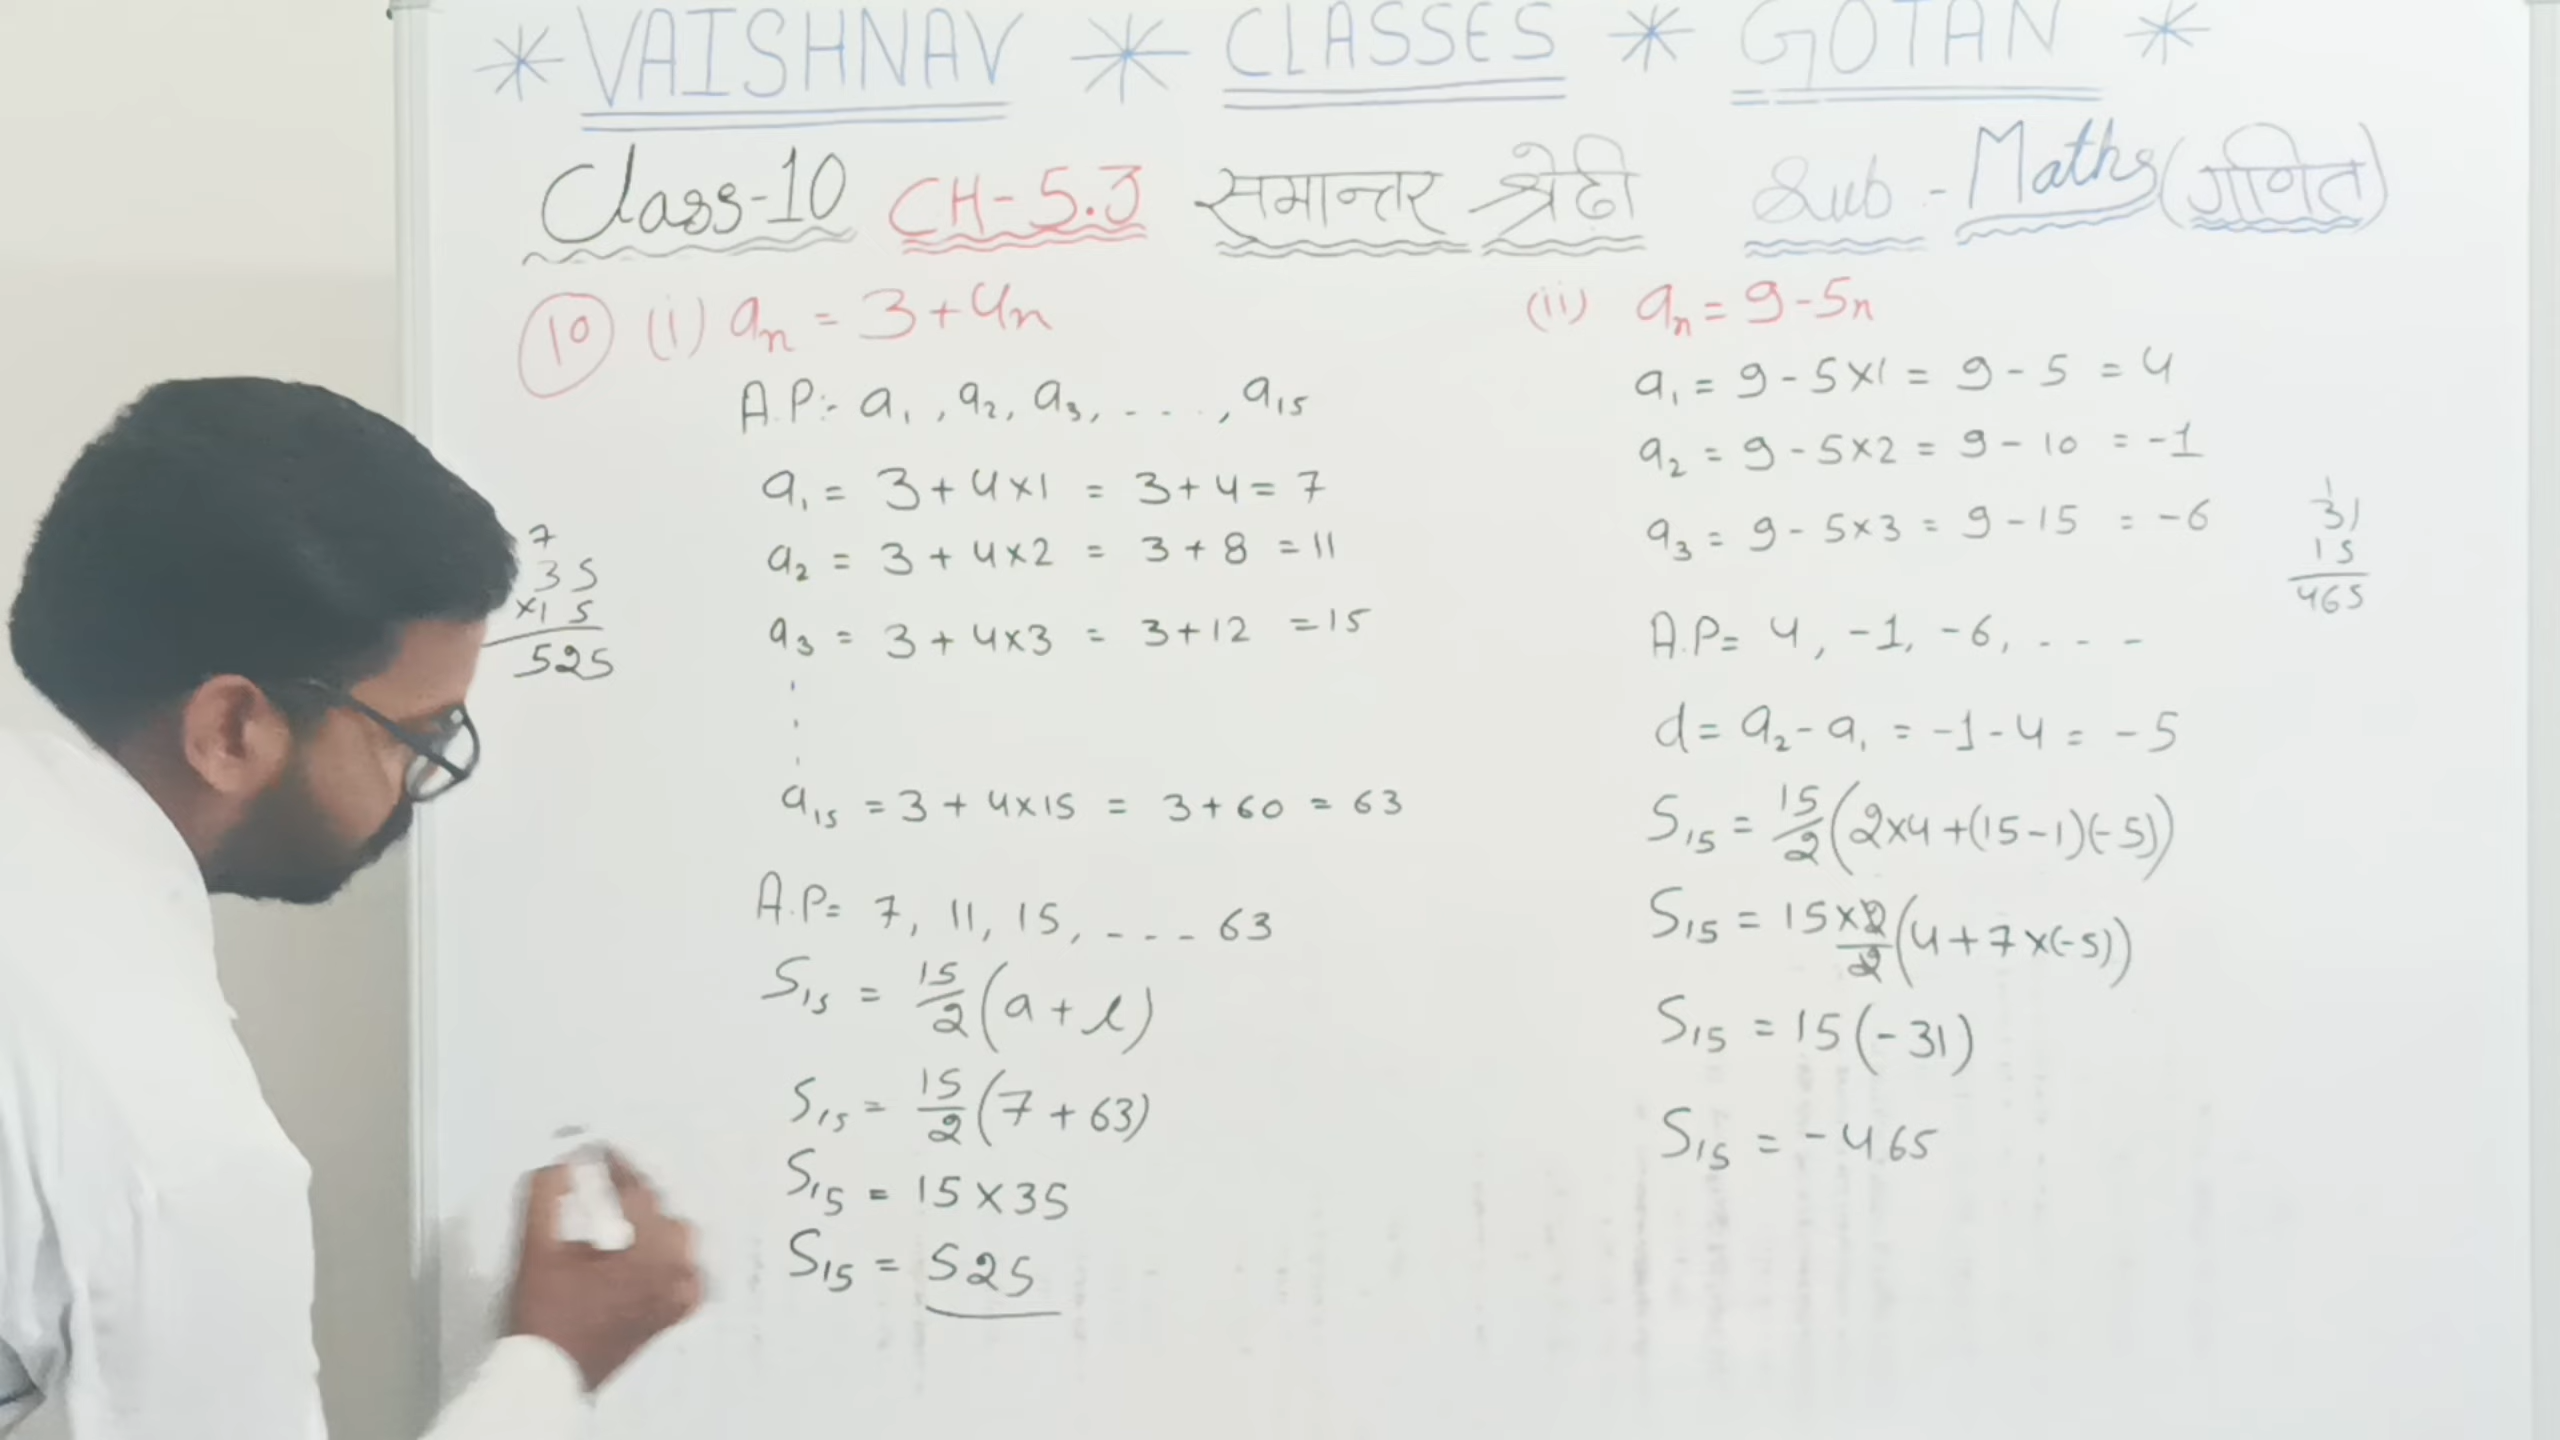 * VAISHNAV * CLASSES * GOTAN *
Class-10 CH-5.3 समान्तर श्रेढी Sub - Maths (गणित)
10 (i) aₙ = 3+4n
A.P:- a₁, a₂, a₃, ...., a₁₅
a₁ = 3+4×1 = 3+4 = 7
a₂ = 3+4×2 = 3+8 = 11
a₃ = 3+4×3 = 3+12 = 15
⋮
a₁₅ = 3+4×15 = 3+60 = 63
A.P= 7, 11, 15, ---- 63
S₁₅ = 15/2 (a+l)
S₁₅ = 15/2 (7+63)
S₁₅ = 15×35
S₁₅ = 525
7
35
×15
525
(ii) aₙ = 9-5n
a₁ = 9-5×1 = 9-5 = 4
a₂ = 9-5×2 = 9-10 = -1
a₃ = 9-5×3 = 9-15 = -6
A.P= 4, -1, -6, ----
d = a₂-a₁ = -1-4 = -5
S₁₅ = 15/2 (2×4+(15-1)(-5))
S₁₅ = 15×2/2 (4+7×(-5))
S₁₅ = 15(-31)
S₁₅ = -465
1
31
15
465